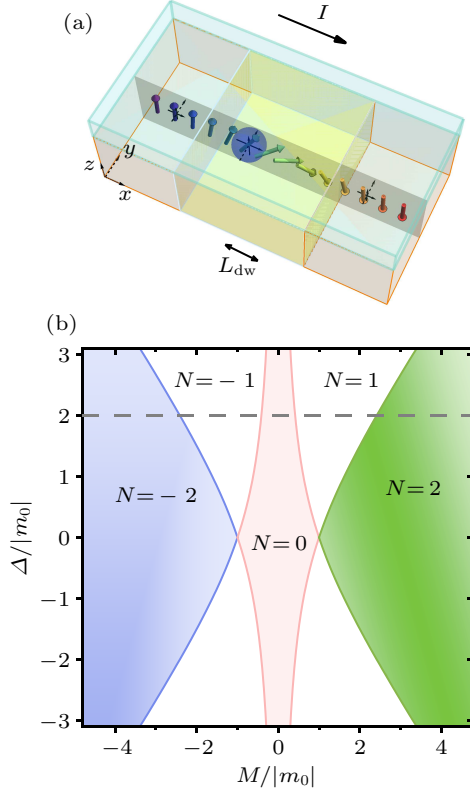 (a)
I
z
y
x
L_dw
(b)
3
2
1
0
−1
−2
−3
Δ/|m_0|
N=−1
N=1
N=−2
N=2
N=0
−4
−2
0
2
4
M/|m_0|